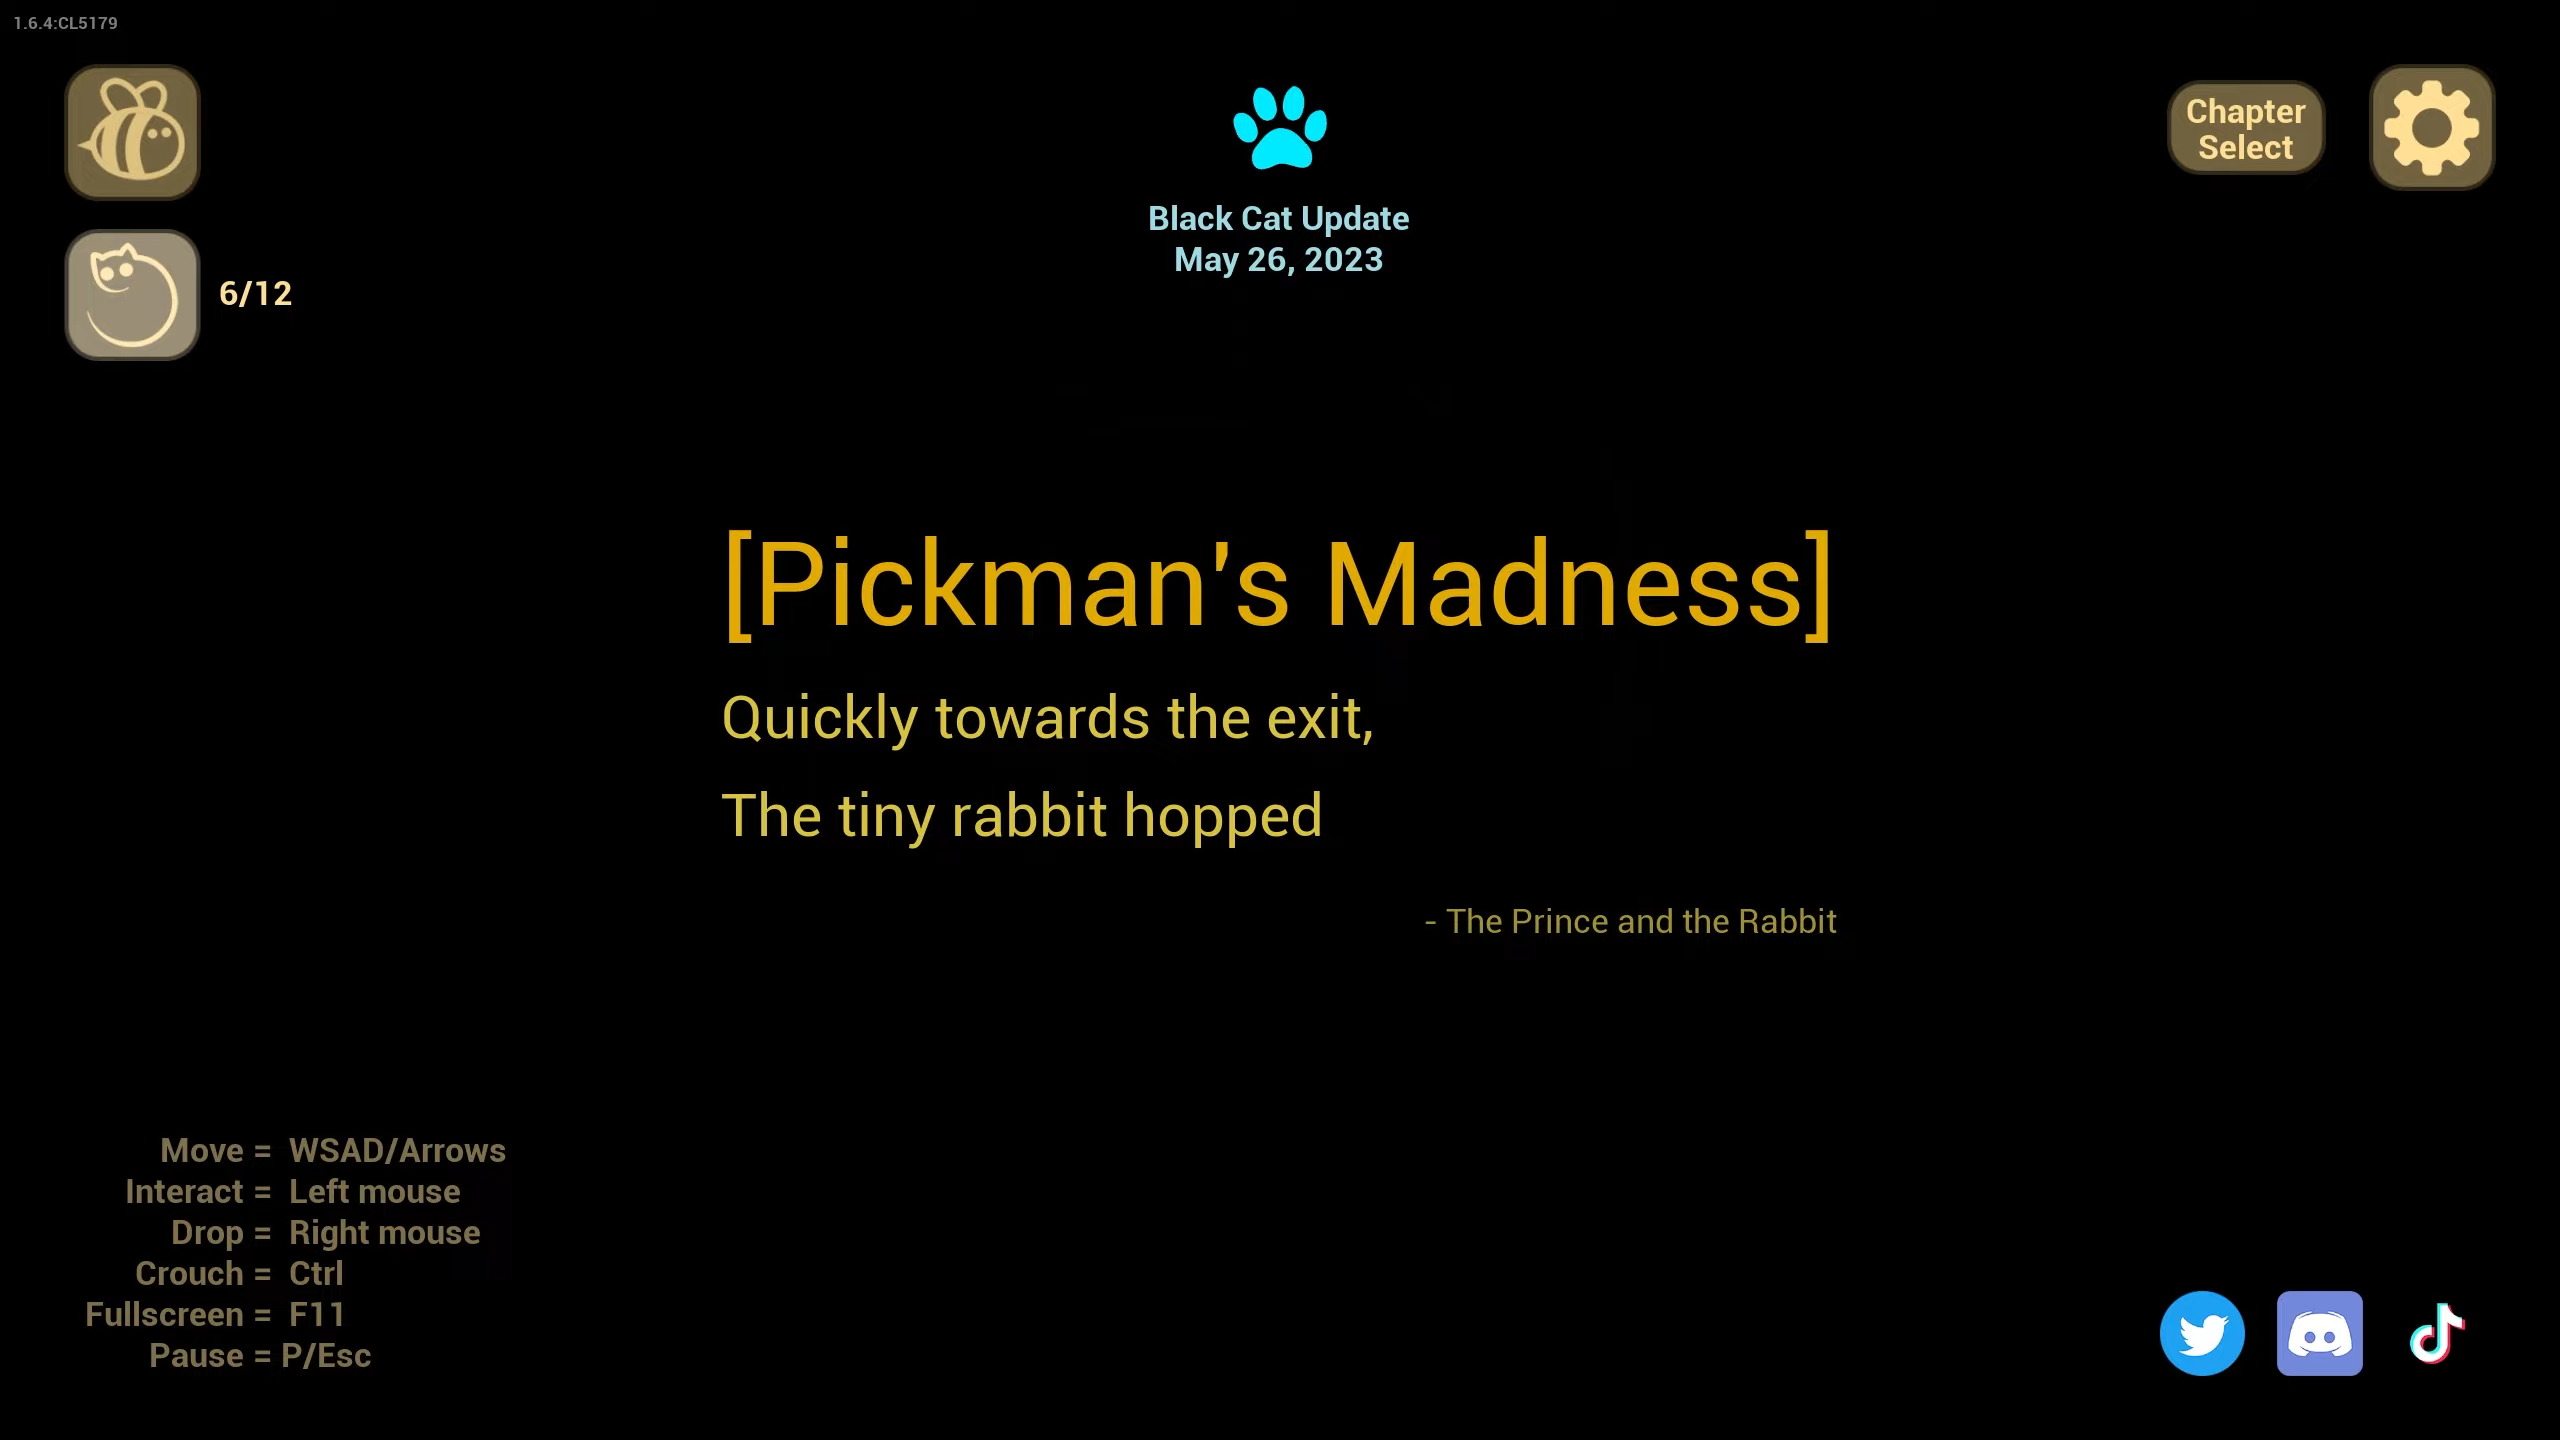 1.6.4:CL5179
Black Cat Update
May 26, 2023
Chapter
Select
6/12
[Pickman's Madness]
Quickly towards the exit,
The tiny rabbit hopped
- The Prince and the Rabbit
Move = WSAD/Arrows
Interact = Left mouse
Drop = Right mouse
Crouch = Ctrl
Fullscreen = F11
Pause = P/Esc